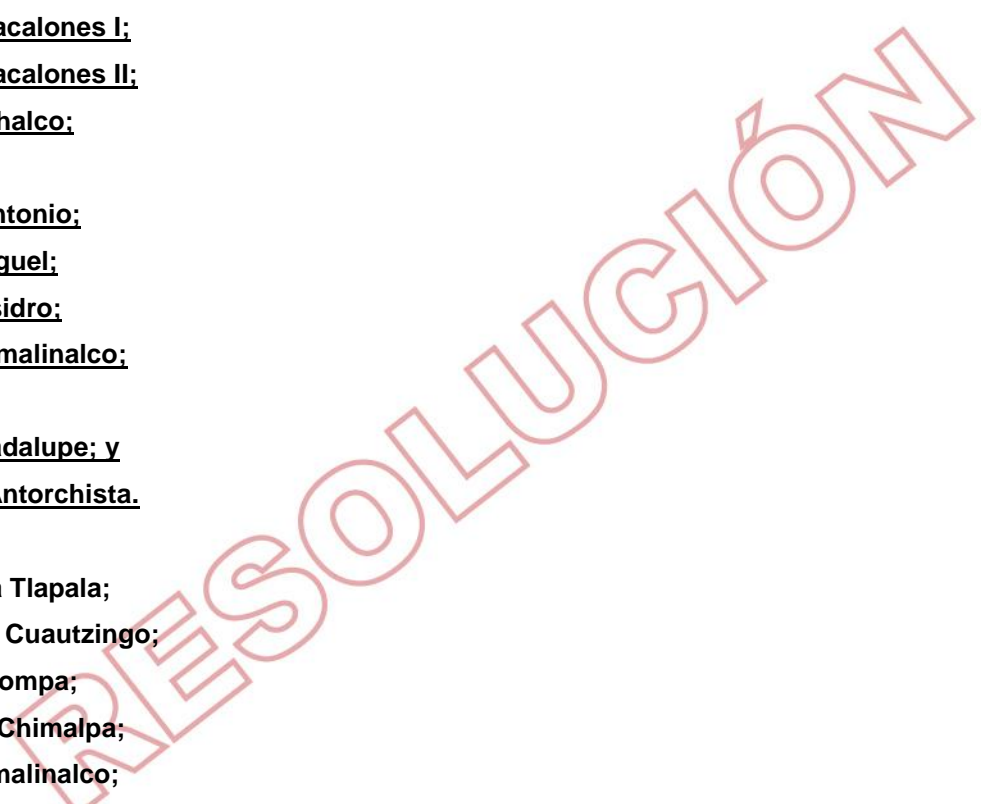 acalones I;
acalones II;
halco;
ntonio;
guel;
sidro;
malinalco;
dalupe; y
Antorchista.
a Tlapala;
Cuautzingo;
ompa;
Chimalpa;
malinalco;
RESOLUCIÓN